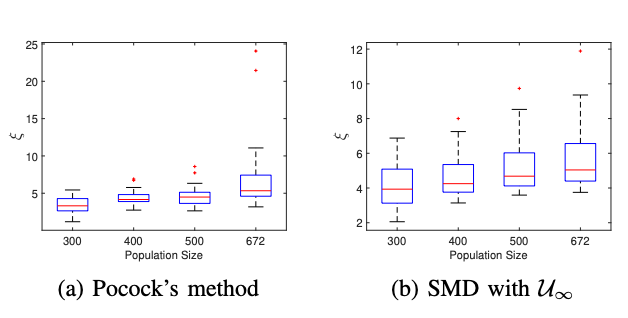 25
20
15
10
5
ξ
300 400 500 672
Population Size
(a) Pocock's method
12
10
8
6
4
2
ξ
300 400 500 672
Population Size
(b) SMD with 𝒰∞